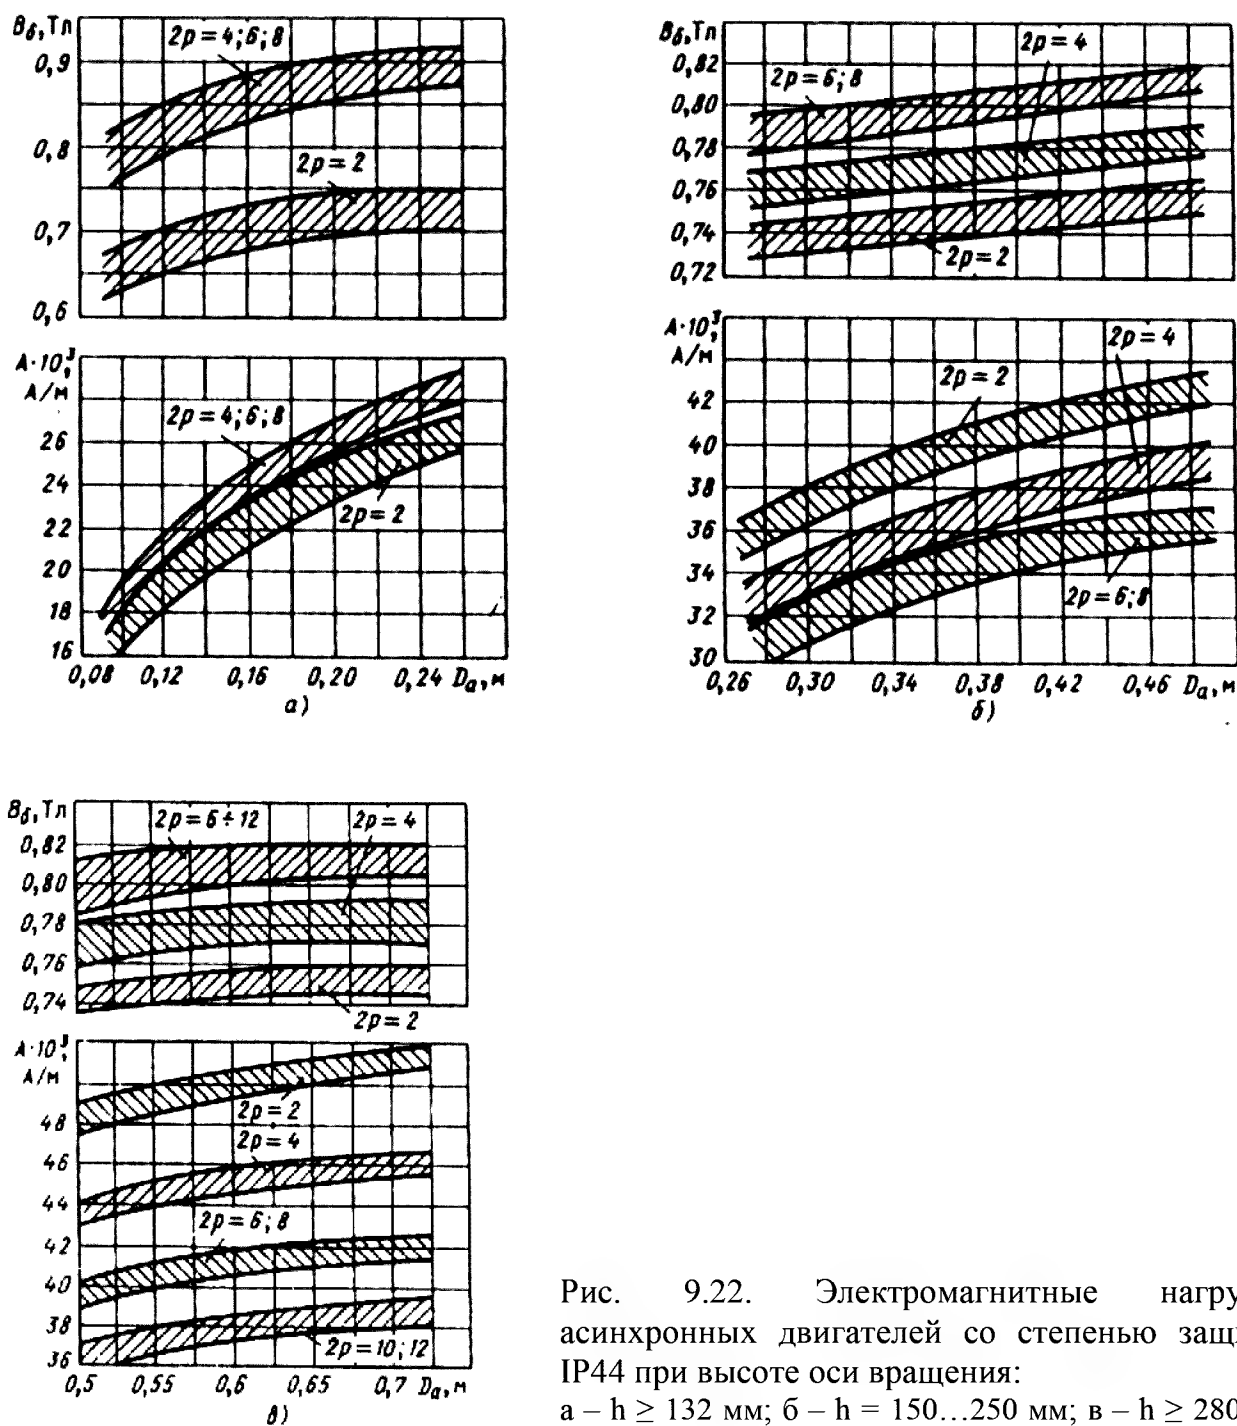 Bδ, Тл
2p = 4; 6; 8
0,9
0,8
2p = 2
0,7
0,6
A·10³, А/м
2p = 4; 6; 8
26
24
22
20
18
16
2p = 2
0,08 0,12 0,16 0,20 0,24 Dа, м
а)
Bδ, Тл
2p = 4
0,82
2p = 6; 8
0,80
0,78
0,76
0,74
2p = 2
0,72
A·10³, А/м
2p = 4
2p = 2
42
40
38
36
34
32
30
2p = 6; 8
0,26 0,30 0,34 0,38 0,42 0,46 Dа, м
б)
Bδ, Тл
2p = 6 ÷ 12
2p = 4
0,82
0,80
0,78
0,76
0,74
2p = 2
A·10³, А/м
2p = 2
48
2p = 4
46
44
2p = 6; 8
42
40
38
2p = 10; 12
36
0,5 0,55 0,6 0,65 0,7 Dа, м
в)
Рис. 9.22. Электромагнитные нагру
асинхронных двигателей со степенью защи
IP44 при высоте оси вращения:
а – h ≥ 132 мм; б – h = 150...250 мм; в – h ≥ 280